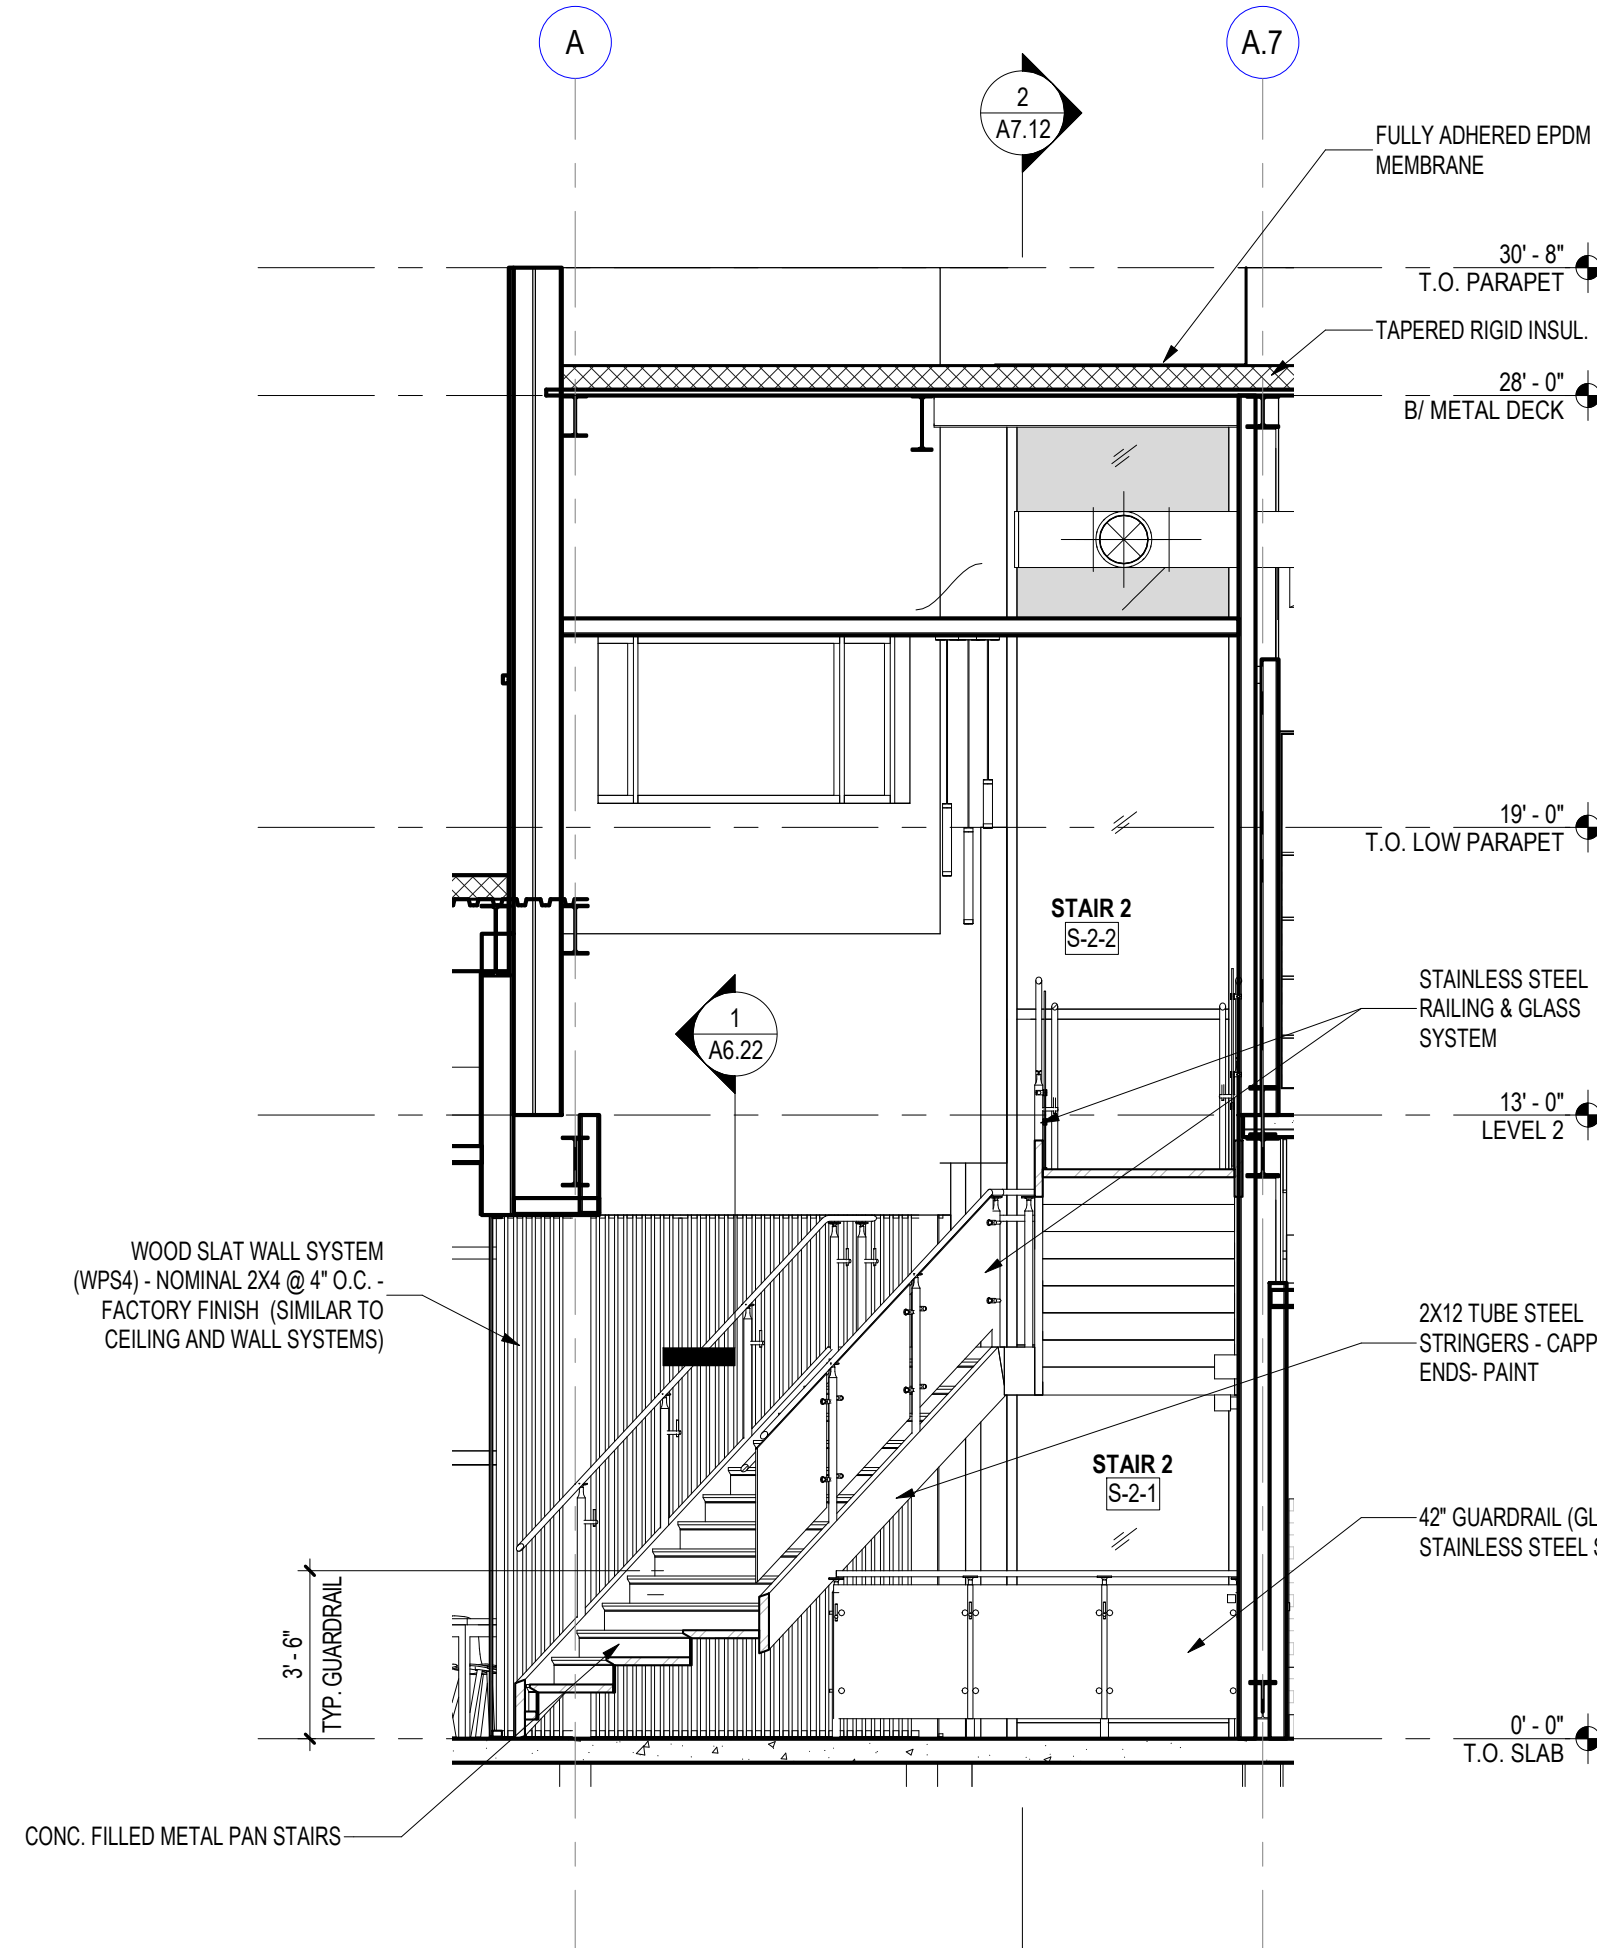 A
A.7
2
A7.12
FULLY ADHERED EPDM
MEMBRANE
30' - 8"
T.O. PARAPET
TAPERED RIGID INSUL.
28' - 0"
B/ METAL DECK
19' - 0"
T.O. LOW PARAPET
STAIR 2
S-2-2
STAINLESS STEEL
RAILING & GLASS
SYSTEM
1
A6.22
13' - 0"
LEVEL 2
WOOD SLAT WALL SYSTEM
(WPS4) - NOMINAL 2X4 @ 4" O.C. -
FACTORY FINISH (SIMILAR TO
CEILING AND WALL SYSTEMS)
2X12 TUBE STEEL
STRINGERS - CAPP
ENDS- PAINT
STAIR 2
S-2-1
42" GUARDRAIL (GL
STAINLESS STEEL S
3' - 6"
TYP. GUARDRAIL
0' - 0"
T.O. SLAB
CONC. FILLED METAL PAN STAIRS